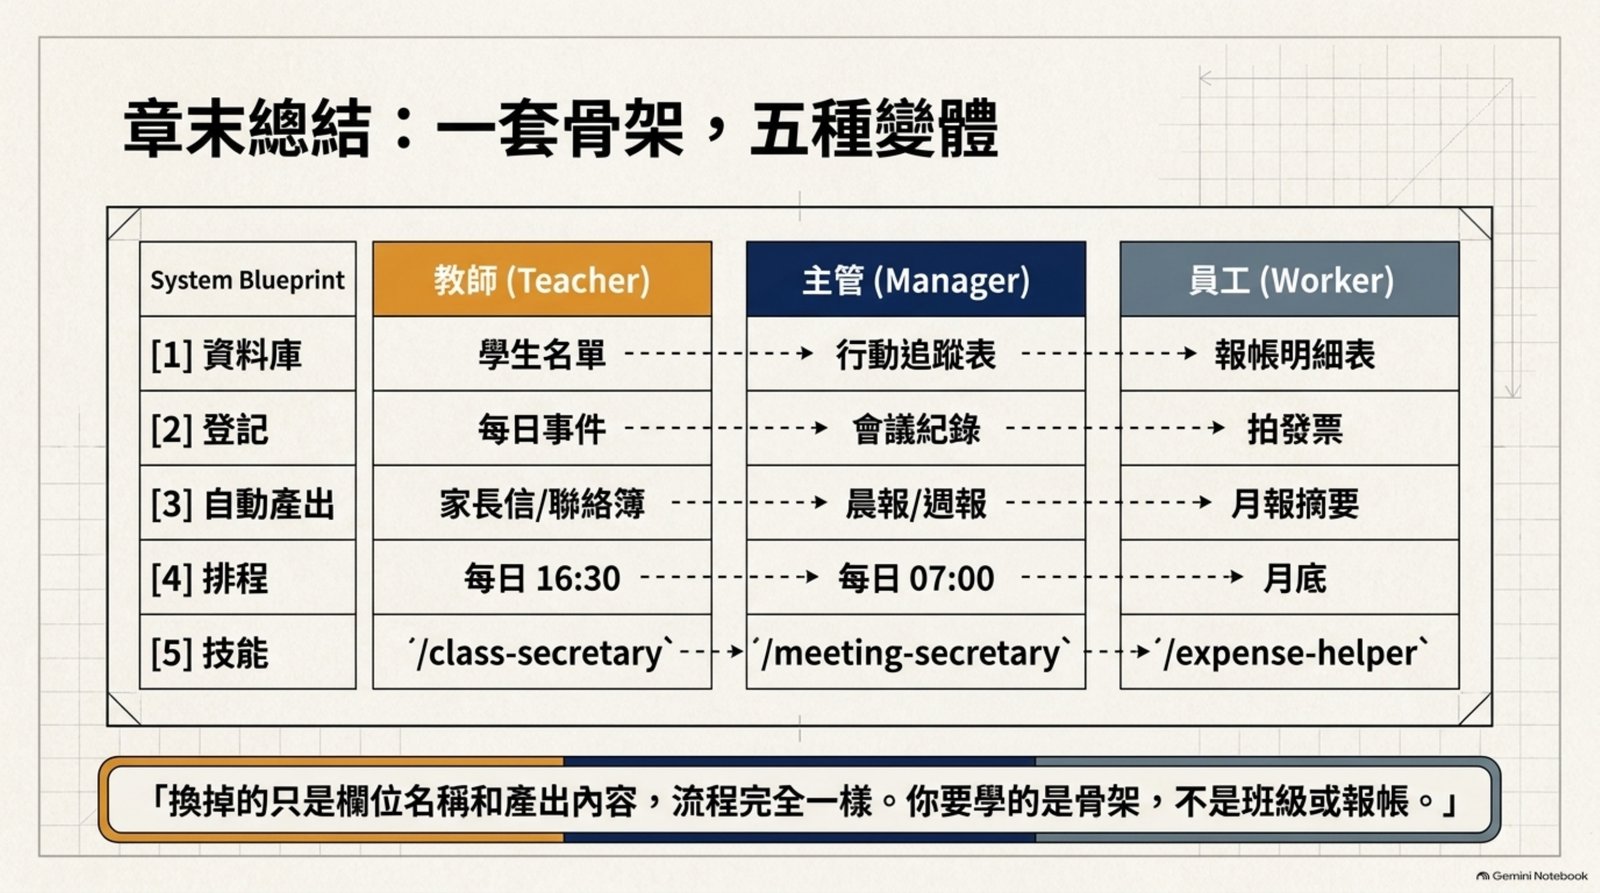 章末總結：一套骨架，五種變體
System Blueprint 教師 (Teacher) 主管 (Manager) 員工 (Worker)
[1] 資料庫 學生名單 行動追蹤表 報帳明細表
[2] 登記 每日事件 會議紀錄 拍發票
[3] 自動產出 家長信/聯絡簿 晨報/週報 月報摘要
[4] 排程 每日 16:30 每日 07:00 月底
[5] 技能 ´/class-secretary` ´/meeting-secretary` ´/expense-helper`
「換掉的只是欄位名稱和產出內容，流程完全一樣。你要學的是骨架，不是班級或報帳。」
Gemini Notebook